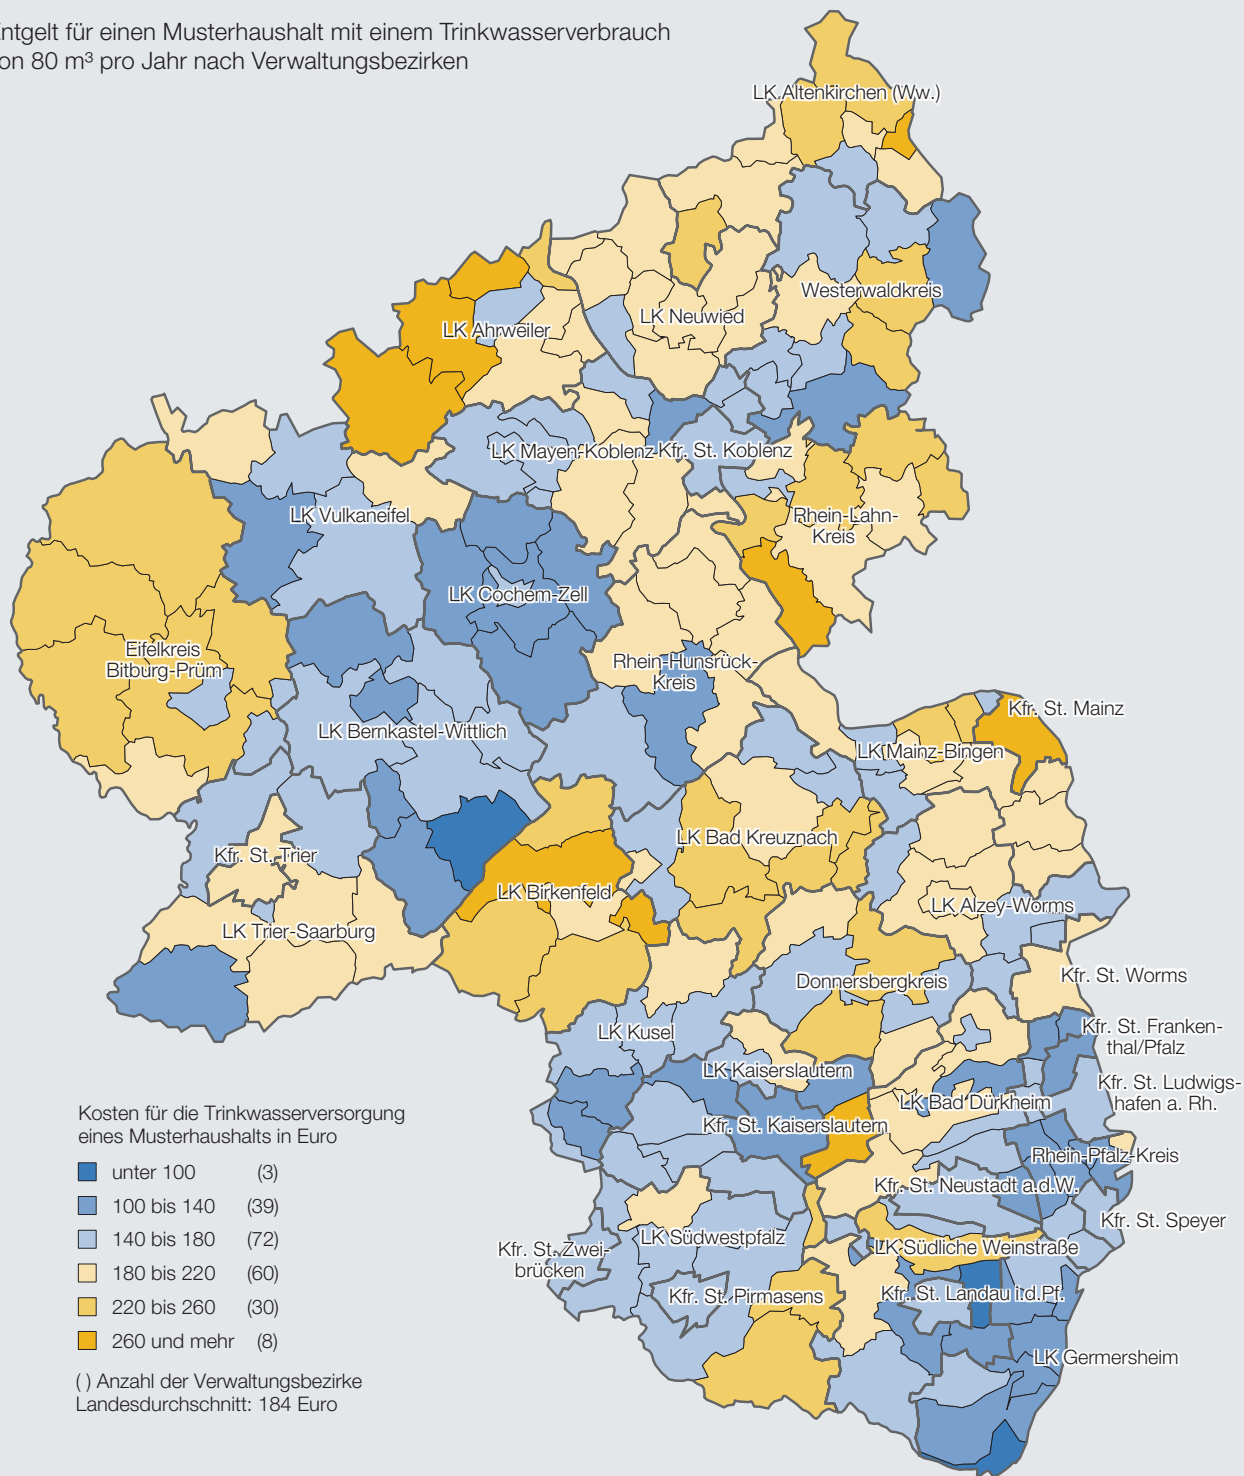 ntgelt für einen Musterhaushalt mit einem Trinkwasserverbrauch
on 80 m³ pro Jahr nach Verwaltungsbezirken
LK Altenkirchen (Ww.)
Westerwaldkreis
LK Neuwied
LK Ahrweiler
LK Mayen-Koblenz
Kfr. St. Koblenz
LK Vulkaneifel
Rhein-Lahn-
Kreis
LK Cochem-Zell
Eifelkreis
Bitburg-Prüm
Rhein-Hunsrück-
Kreis
Kfr. St. Mainz
LK Bernkastel-Wittlich
LK Mainz-Bingen
LK Bad Kreuznach
Kfr. St. Trier
LK Birkenfeld
LK Alzey-Worms
LK Trier-Saarburg
Kfr. St. Worms
Donnersbergkreis
LK Kusel
Kfr. St. Franken-
thal/Pfalz
LK Kaiserslautern
Kfr. St. Ludwigs-
hafen a. Rh.
LK Bad Dürkheim
Kfr. St. Kaiserslautern
Rhein-Pfalz-Kreis
Kfr. St. Neustadt a.d.W.
Kfr. St. Speyer
LK Südwestpfalz
LK Südliche Weinstraße
Kfr. St. Zwei-
brücken
Kfr. St. Pirmasens
Kfr. St. Landau i.d.Pf.
LK Germersheim
Kosten für die Trinkwasserversorgung
eines Musterhaushalts in Euro
unter 100 (3)
100 bis 140 (39)
140 bis 180 (72)
180 bis 220 (60)
220 bis 260 (30)
260 und mehr (8)
( ) Anzahl der Verwaltungsbezirke
Landesdurchschnitt: 184 Euro